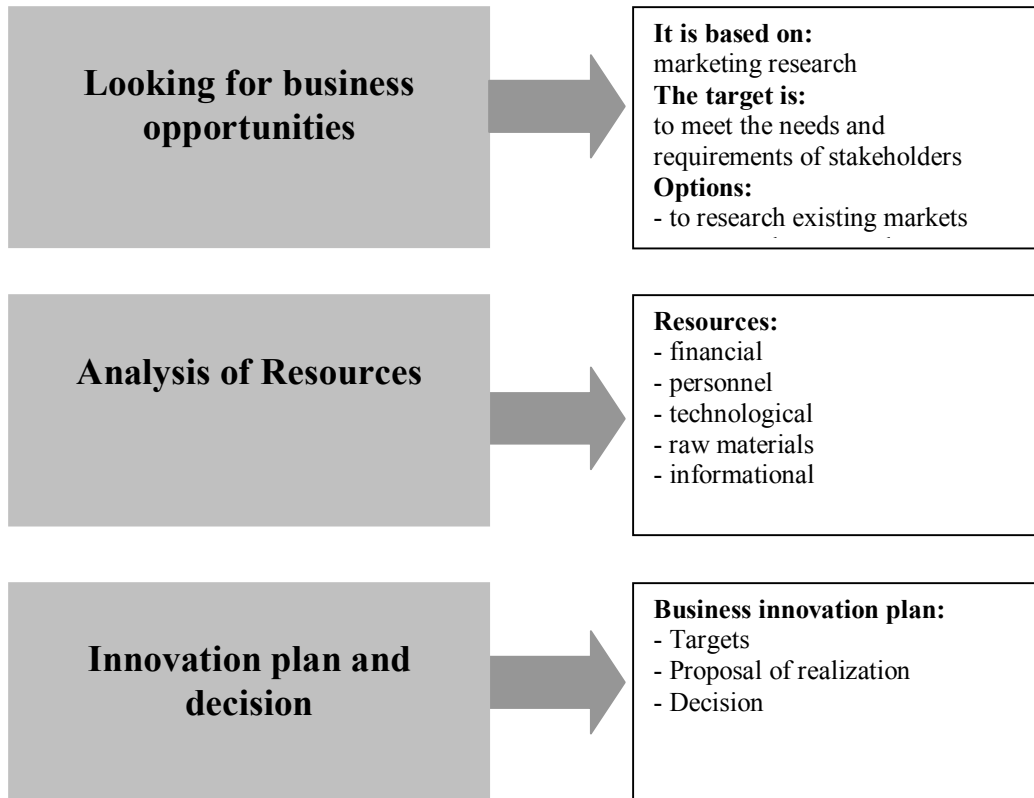 Looking for business
opportunities
It is based on:
marketing research
The target is:
to meet the needs and
requirements of stakeholders
Options:
- to research existing markets
Analysis of Resources
Resources:
- financial
- personnel
- technological
- raw materials
- informational
Innovation plan and
decision
Business innovation plan:
- Targets
- Proposal of realization
- Decision